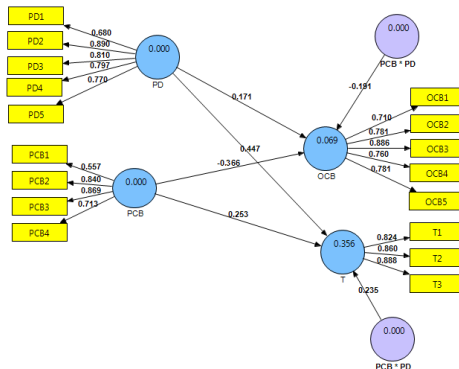 PD1
PD2
PD3
PD4
PD5
0.680
0.890
0.810
0.797
0.770
0.000
PD
0.000
PCB * PD
-0.191
0.171
0.447
OCB1
OCB2
OCB3
OCB4
OCB5
0.710
0.781
0.886
0.760
0.781
0.069
OCB
PCB1
PCB2
PCB3
PCB4
0.557
0.840
0.869
0.713
0.000
PCB
-0.366
0.253
0.356
T
0.824
0.860
0.888
T1
T2
T3
0.235
0.000
PCB * PD